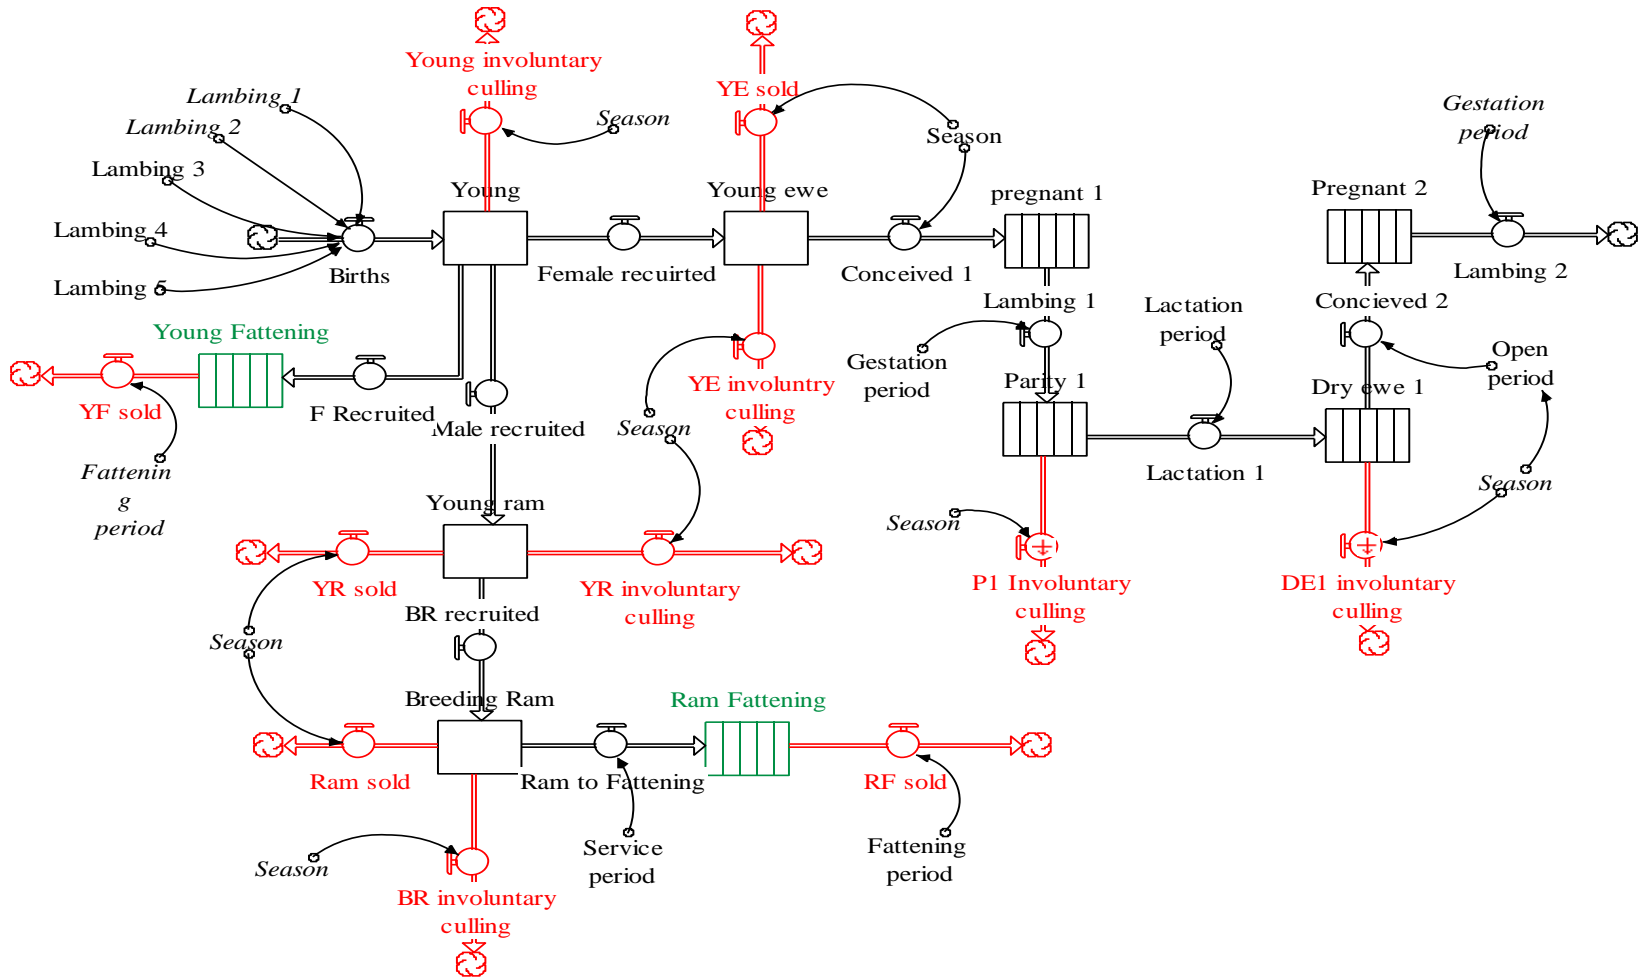 Young involuntary
culling
YE sold
Lambing 1
Lambing 2
Lambing 3
Lambing 4
Lambing 5
Births
Season
Season
Gestation
period
Young
Young ewe
pregnant 1
Pregnant 2
Female recuirted
Conceived 1
Lambing 1
Lactation
period
Concieved 2
Lambing 2
Young Fattening
YF sold
F Recruited
Male recruited
Fattenin
g
period
YE involuntry
culling
Season
Gestation
period
Parity 1
Dry ewe 1
Open
period
Lactation 1
Season
Season
Young ram
YR sold
YR involuntary
culling
P1 Involuntary
culling
DE1 involuntary
culling
BR recruited
Season
Breeding Ram
Ram Fattening
Ram sold
Ram to Fattening
RF sold
Season
Service
period
Fattening
period
BR involuntary
culling